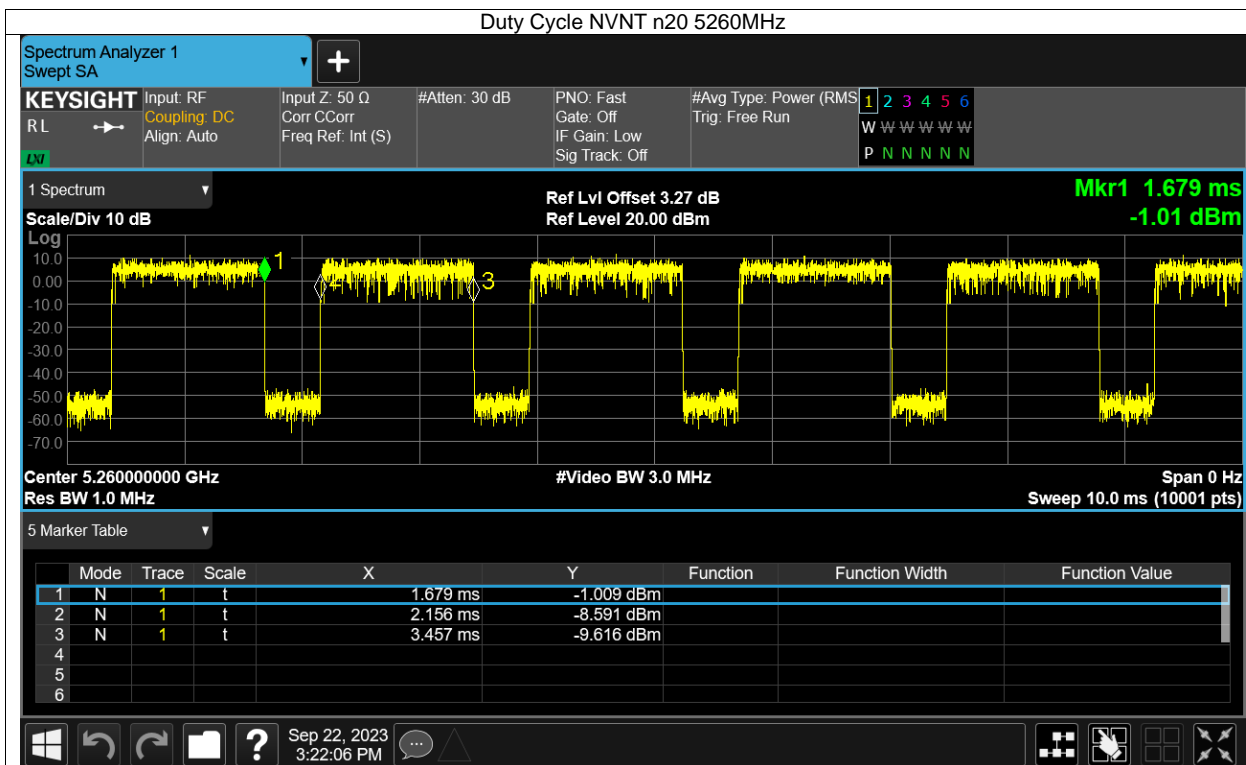 Duty Cycle NVNT n20 5260MHz
Spectrum Analyzer 1
Swept SA
KEYSIGHT
R L
LXI
Input: RF
Coupling: DC
Align: Auto
Input Z: 50 Ω
Corr CCorr
Freq Ref: Int (S)
#Atten: 30 dB
PNO: Fast
Gate: Off
IF Gain: Low
Sig Track: Off
#Avg Type: Power (RMS
Trig: Free Run
1 2 3 4 5 6
W W W W W W
P N N N N N
1 Spectrum
Scale/Div 10 dB
Ref Lvl Offset 3.27 dB
Ref Level 20.00 dBm
Mkr1 1.679 ms
-1.01 dBm
Log
10.0
0.00
-10.0
-20.0
-30.0
-40.0
-50.0
-60.0
-70.0
1
2
3
Center 5.260000000 GHz
#Video BW 3.0 MHz
Span 0 Hz
Res BW 1.0 MHz
Sweep 10.0 ms (10001 pts)
5 Marker Table
Mode Trace Scale X Y Function Function Width Function Value
1 N 1 t 1.679 ms -1.009 dBm
2 N 1 t 2.156 ms -8.591 dBm
3 N 1 t 3.457 ms -9.616 dBm
4
5
6
?
Sep 22, 2023
3:22:06 PM